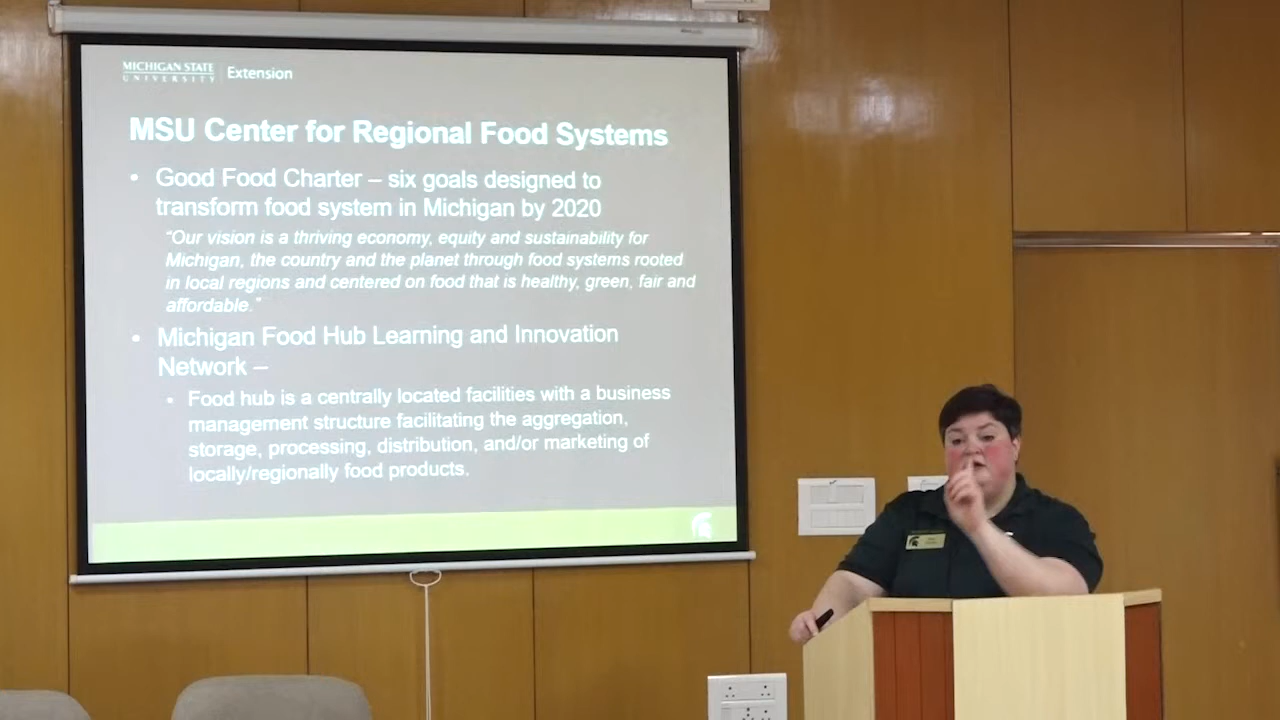 MICHIGAN STATE
UNIVERSITY
Extension
MSU Center for Regional Food Systems
• Good Food Charter – six goals designed to
transform food system in Michigan by 2020
“Our vision is a thriving economy, equity and sustainability for
Michigan, the country and the planet through food systems rooted
in local regions and centered on food that is healthy, green, fair and
affordable.”
• Michigan Food Hub Learning and Innovation
Network –
• Food hub is a centrally located facilities with a business
management structure facilitating the aggregation,
storage, processing, distribution, and/or marketing of
locally/regionally food products.